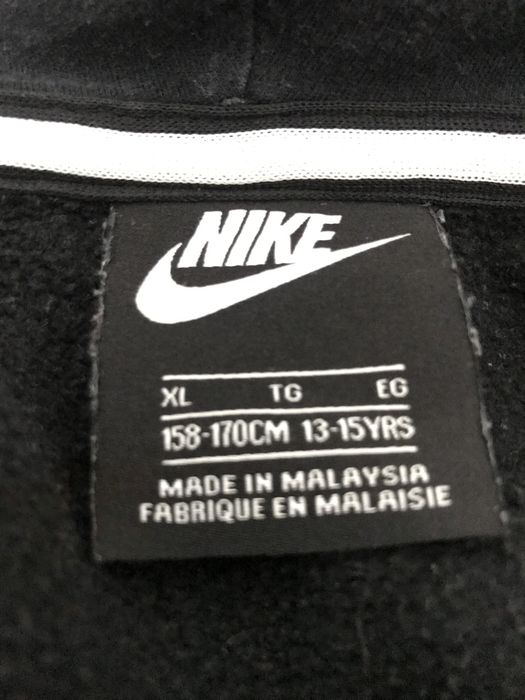 NIKE
XL TG EG
158-170CM 13-15YRS
MADE IN MALAYSIA
FABRIQUE EN MALAISIE